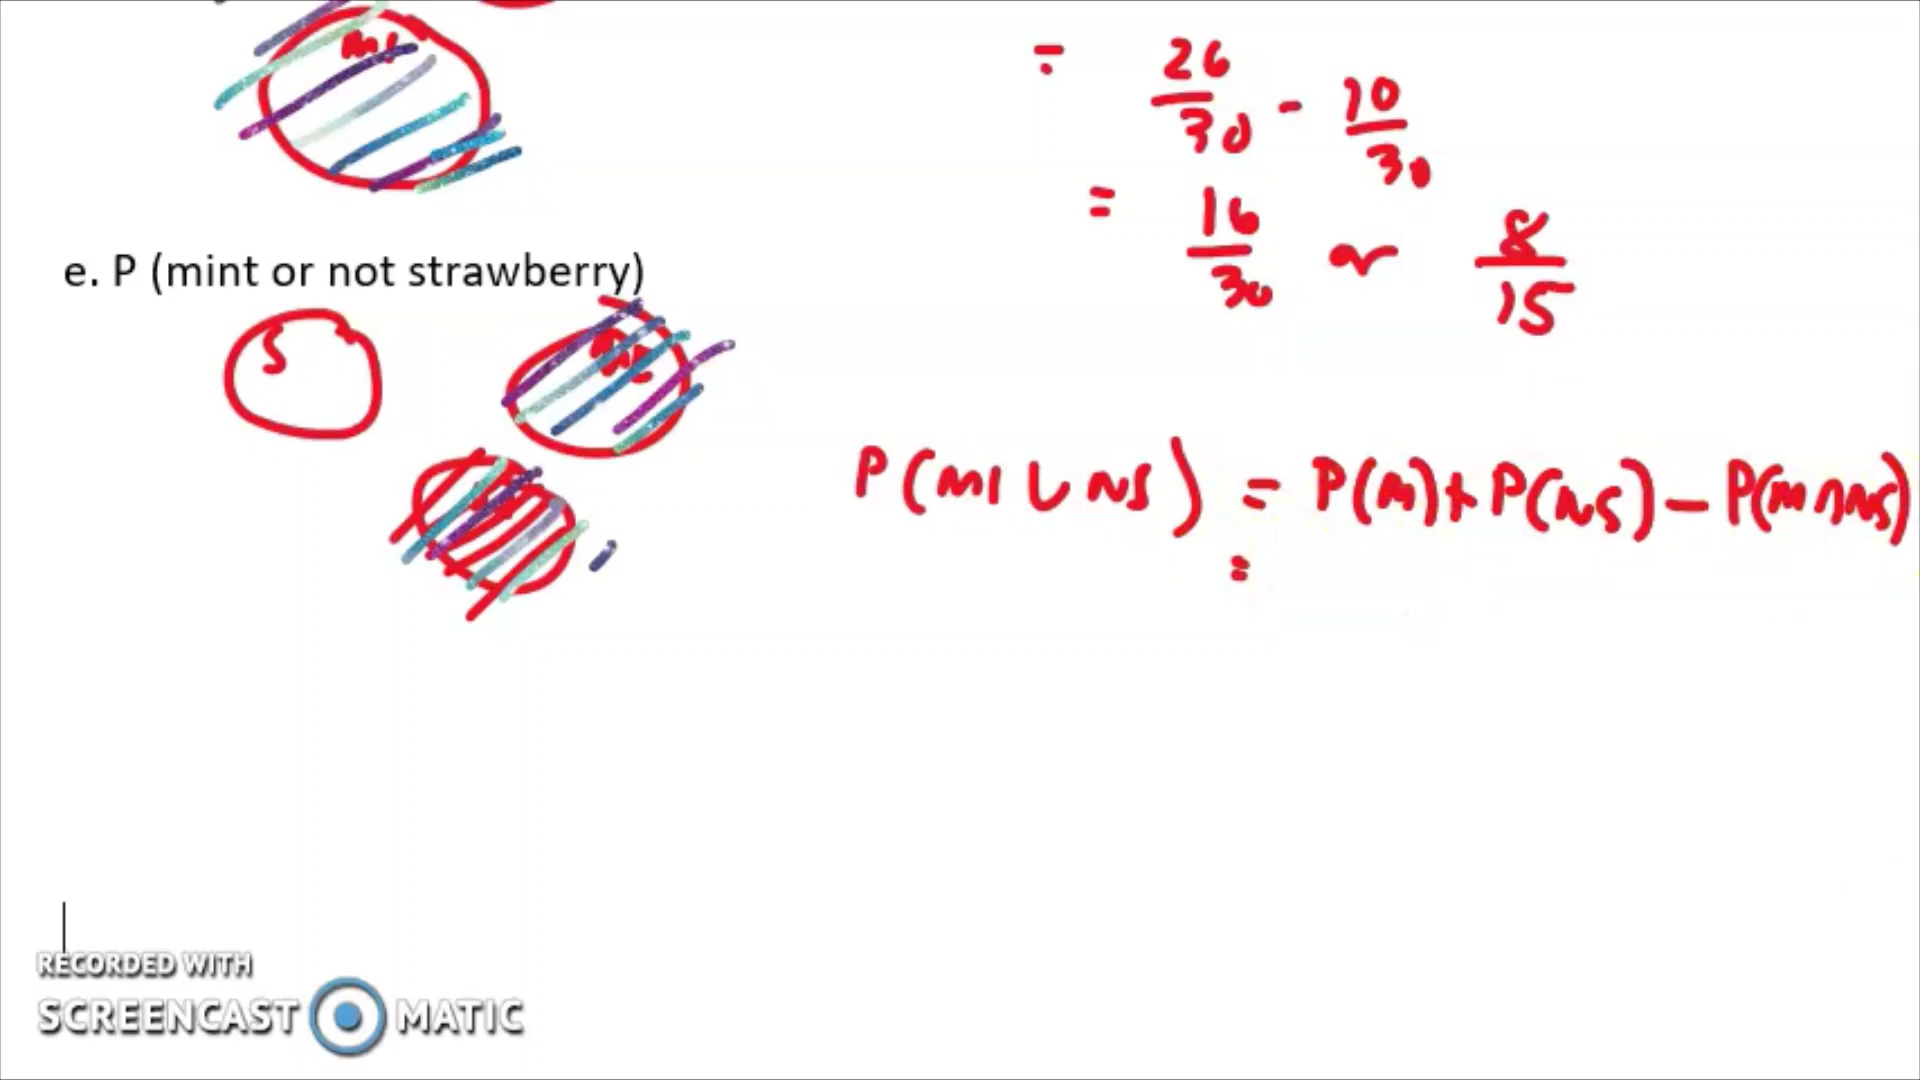 M
= 26/30 - 10/30
= 16/30 or 8/15
e. P (mint or not strawberry)
S
P(M ∪ NS) = P(M) + P(NS) - P(M ∩ NS)
=
RECORDED WITH
SCREENCAST MATIC